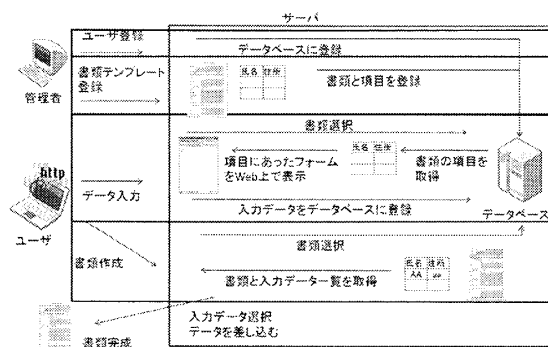 サーバ
ユーザ登録
データベースに登録
書類テンプレート
登録
氏名 住所
書類と項目を登録
管理者
書類選択
http
氏名 住所
項目にあったフォーム
をWeb上で表示
書類の項目を
取得
データ入力
入力データをデータベースに登録
データベース
ユーザ
書類選択
書類作成
氏名 住所
AA
書類と入力データ一覧を取得
入力データ選択
データを差し込む
書類完成